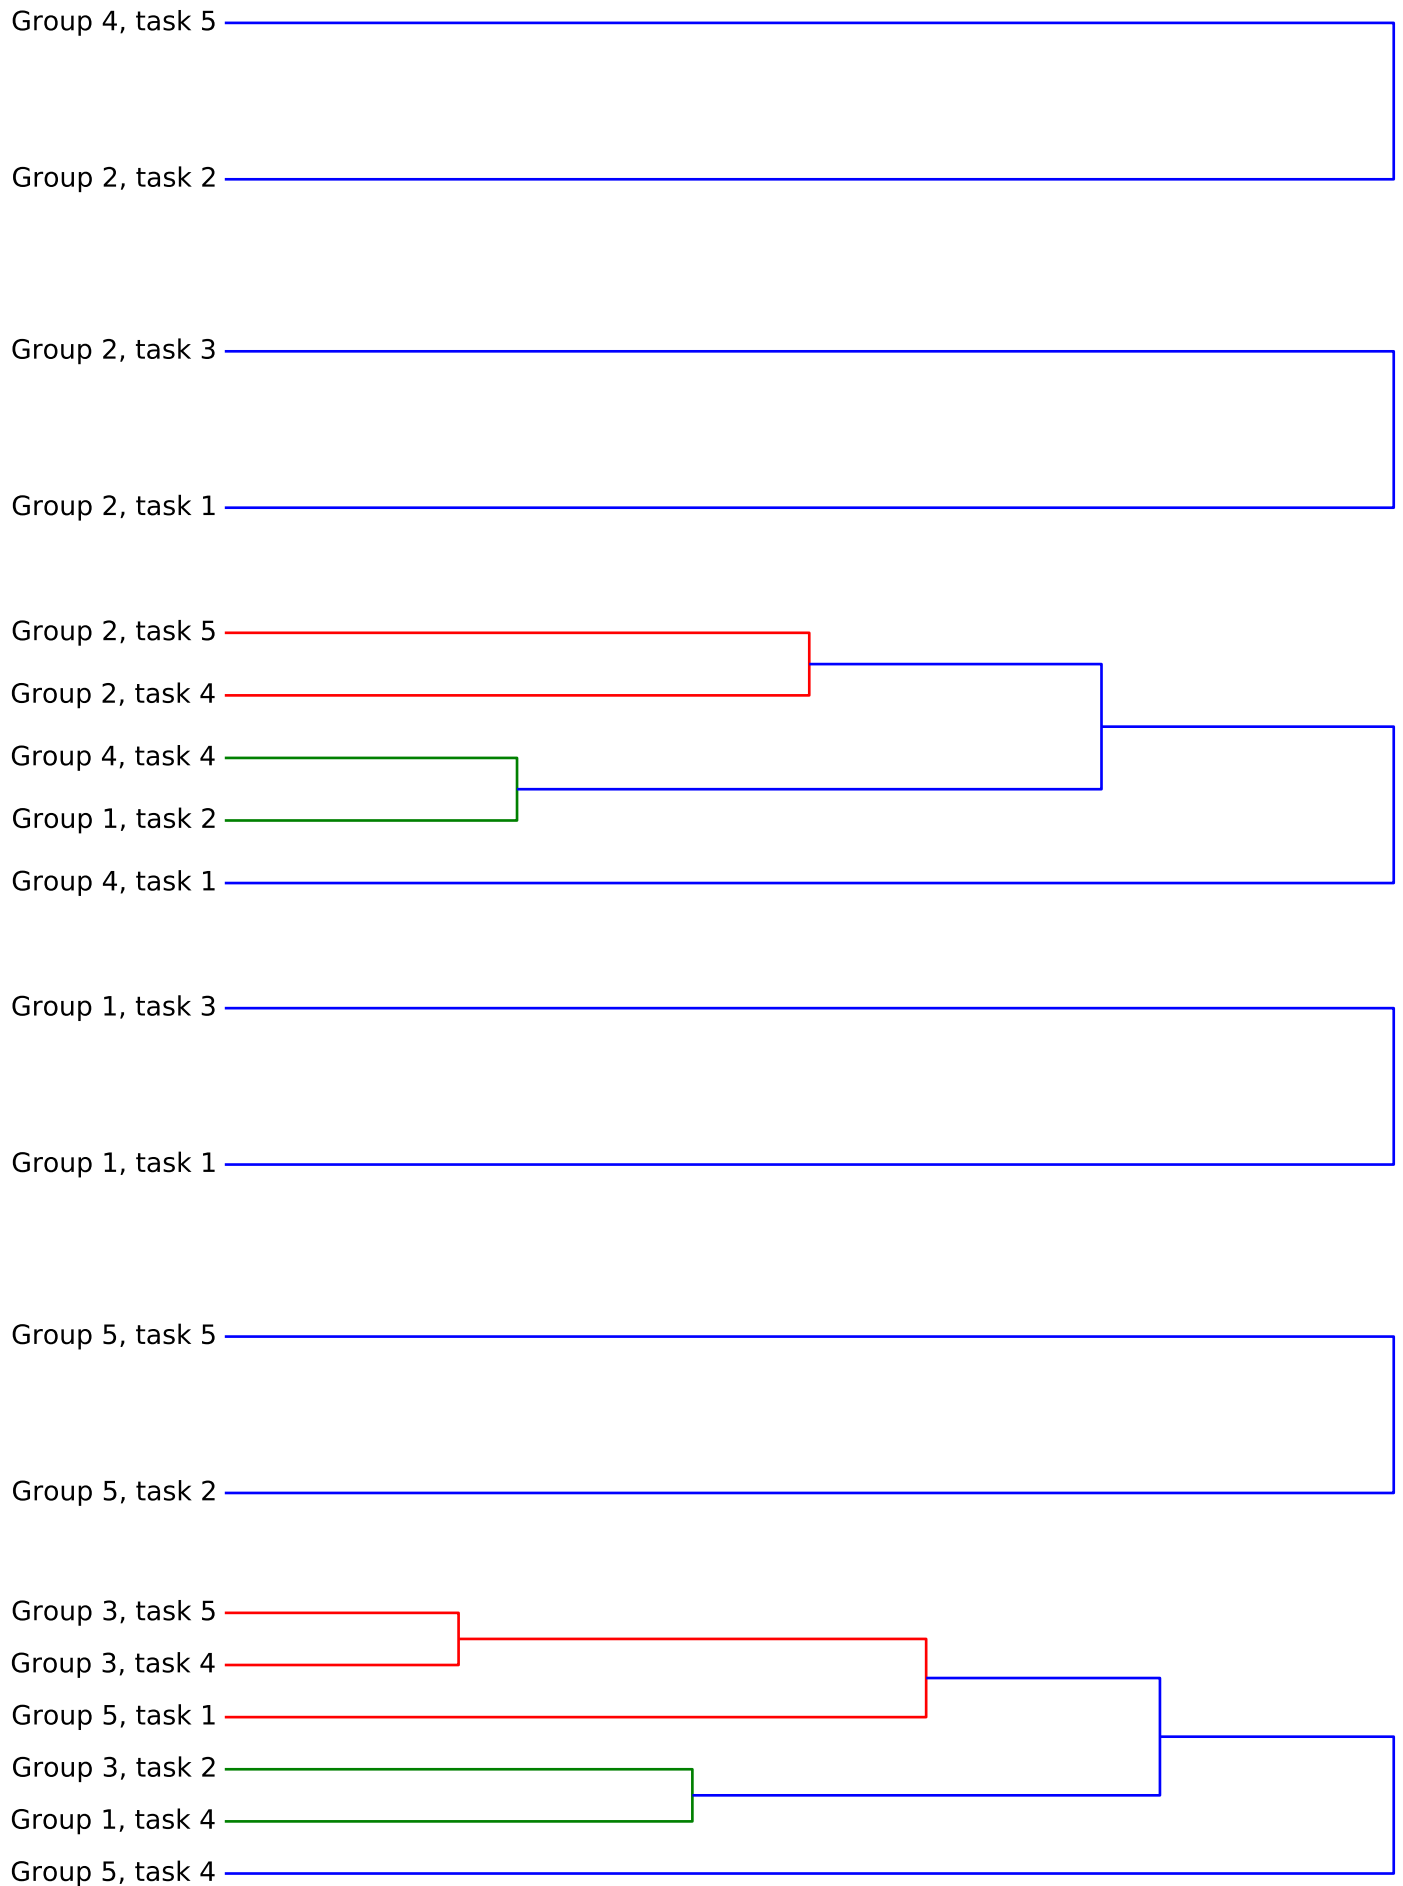 Group 4, task 5
Group 2, task 2
Group 2, task 3
Group 2, task 1
Group 2, task 5
Group 2, task 4
Group 4, task 4
Group 1, task 2
Group 4, task 1
Group 1, task 3
Group 1, task 1
Group 5, task 5
Group 5, task 2
Group 3, task 5
Group 3, task 4
Group 5, task 1
Group 3, task 2
Group 1, task 4
Group 5, task 4